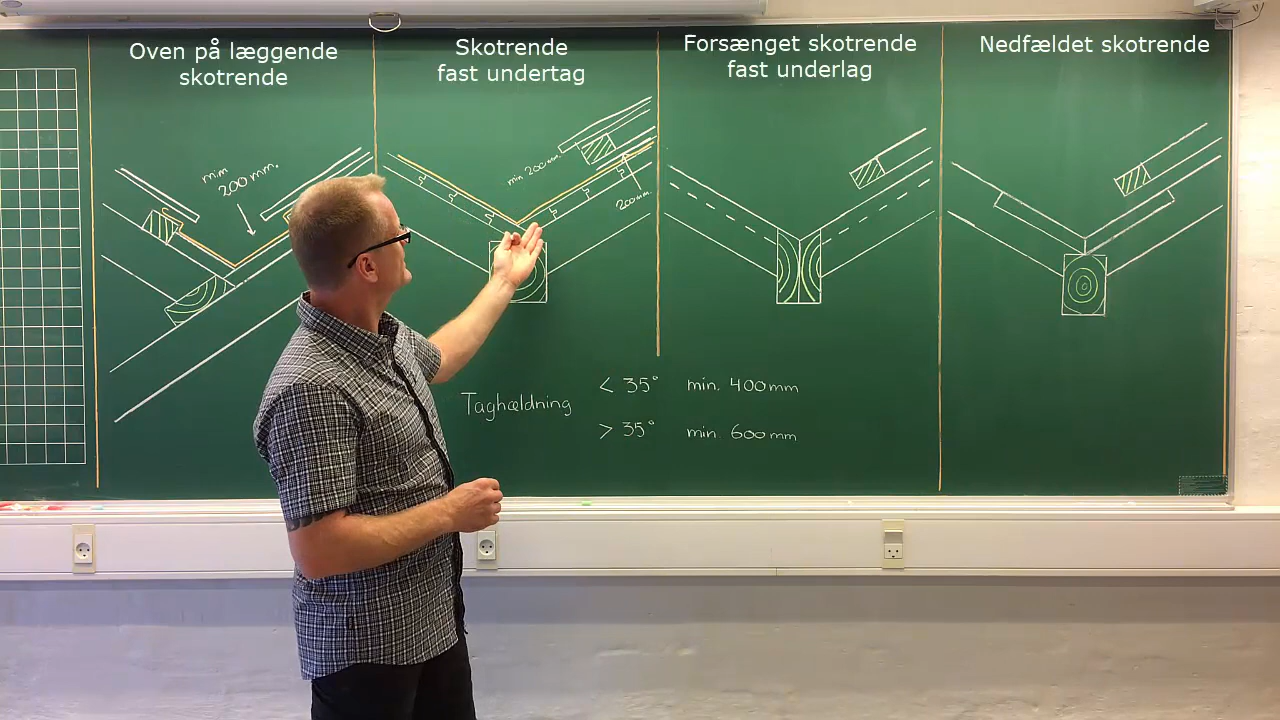 Oven på læggende
skotrende
Skotrende
fast undertag
Forsænget skotrende
fast underlag
Nedfældet skotrende
min
200 mm.
min 200 mm.
200 mm.
Taghældning
< 35° min. 400 mm
> 35° min. 600 mm